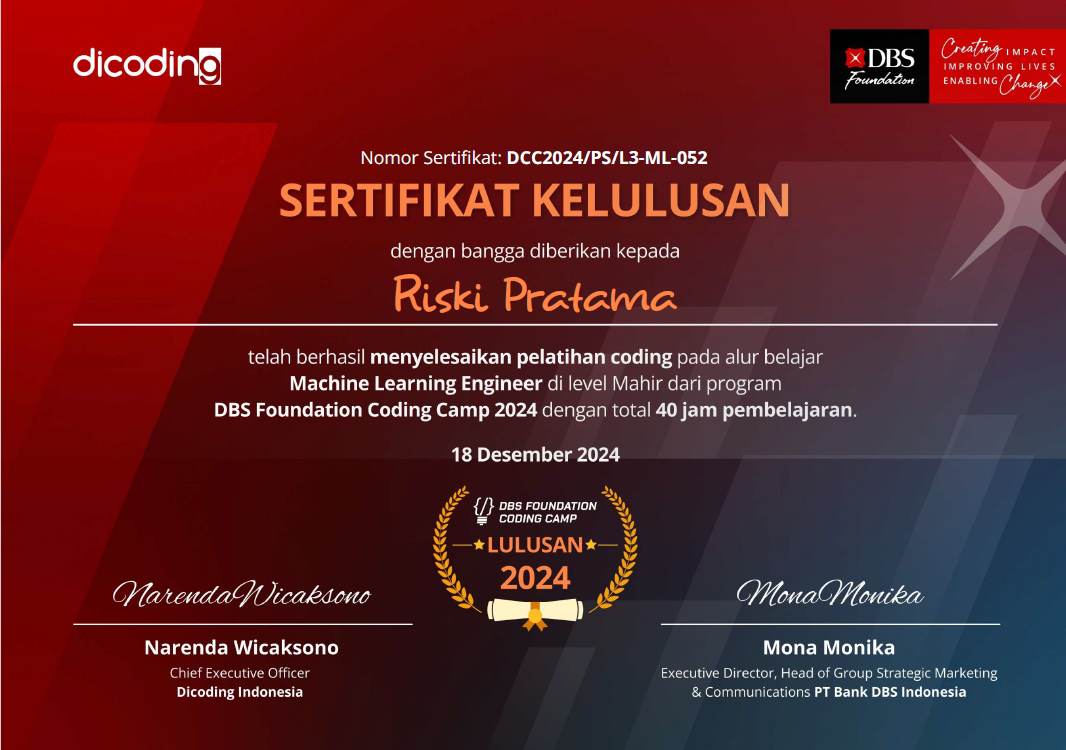 dicoding
DBS
Foundation
Creating IMPACT
IMPROVING LIVES
ENABLING Change
Nomor Sertifikat: DCC2024/PS/L3-ML-052
SERTIFIKAT KELULUSAN
dengan bangga diberikan kepada
Riski Pratama
telah berhasil menyelesaikan pelatihan coding pada alur belajar
Machine Learning Engineer di level Mahir dari program
DBS Foundation Coding Camp 2024 dengan total 40 jam pembelajaran.
18 Desember 2024
{/} DBS FOUNDATION
CODING CAMP
LULUSAN
2024
NarendaWicaksono
Narenda Wicaksono
Chief Executive Officer
Dicoding Indonesia
MonaMonika
Mona Monika
Executive Director, Head of Group Strategic Marketing
& Communications PT Bank DBS Indonesia